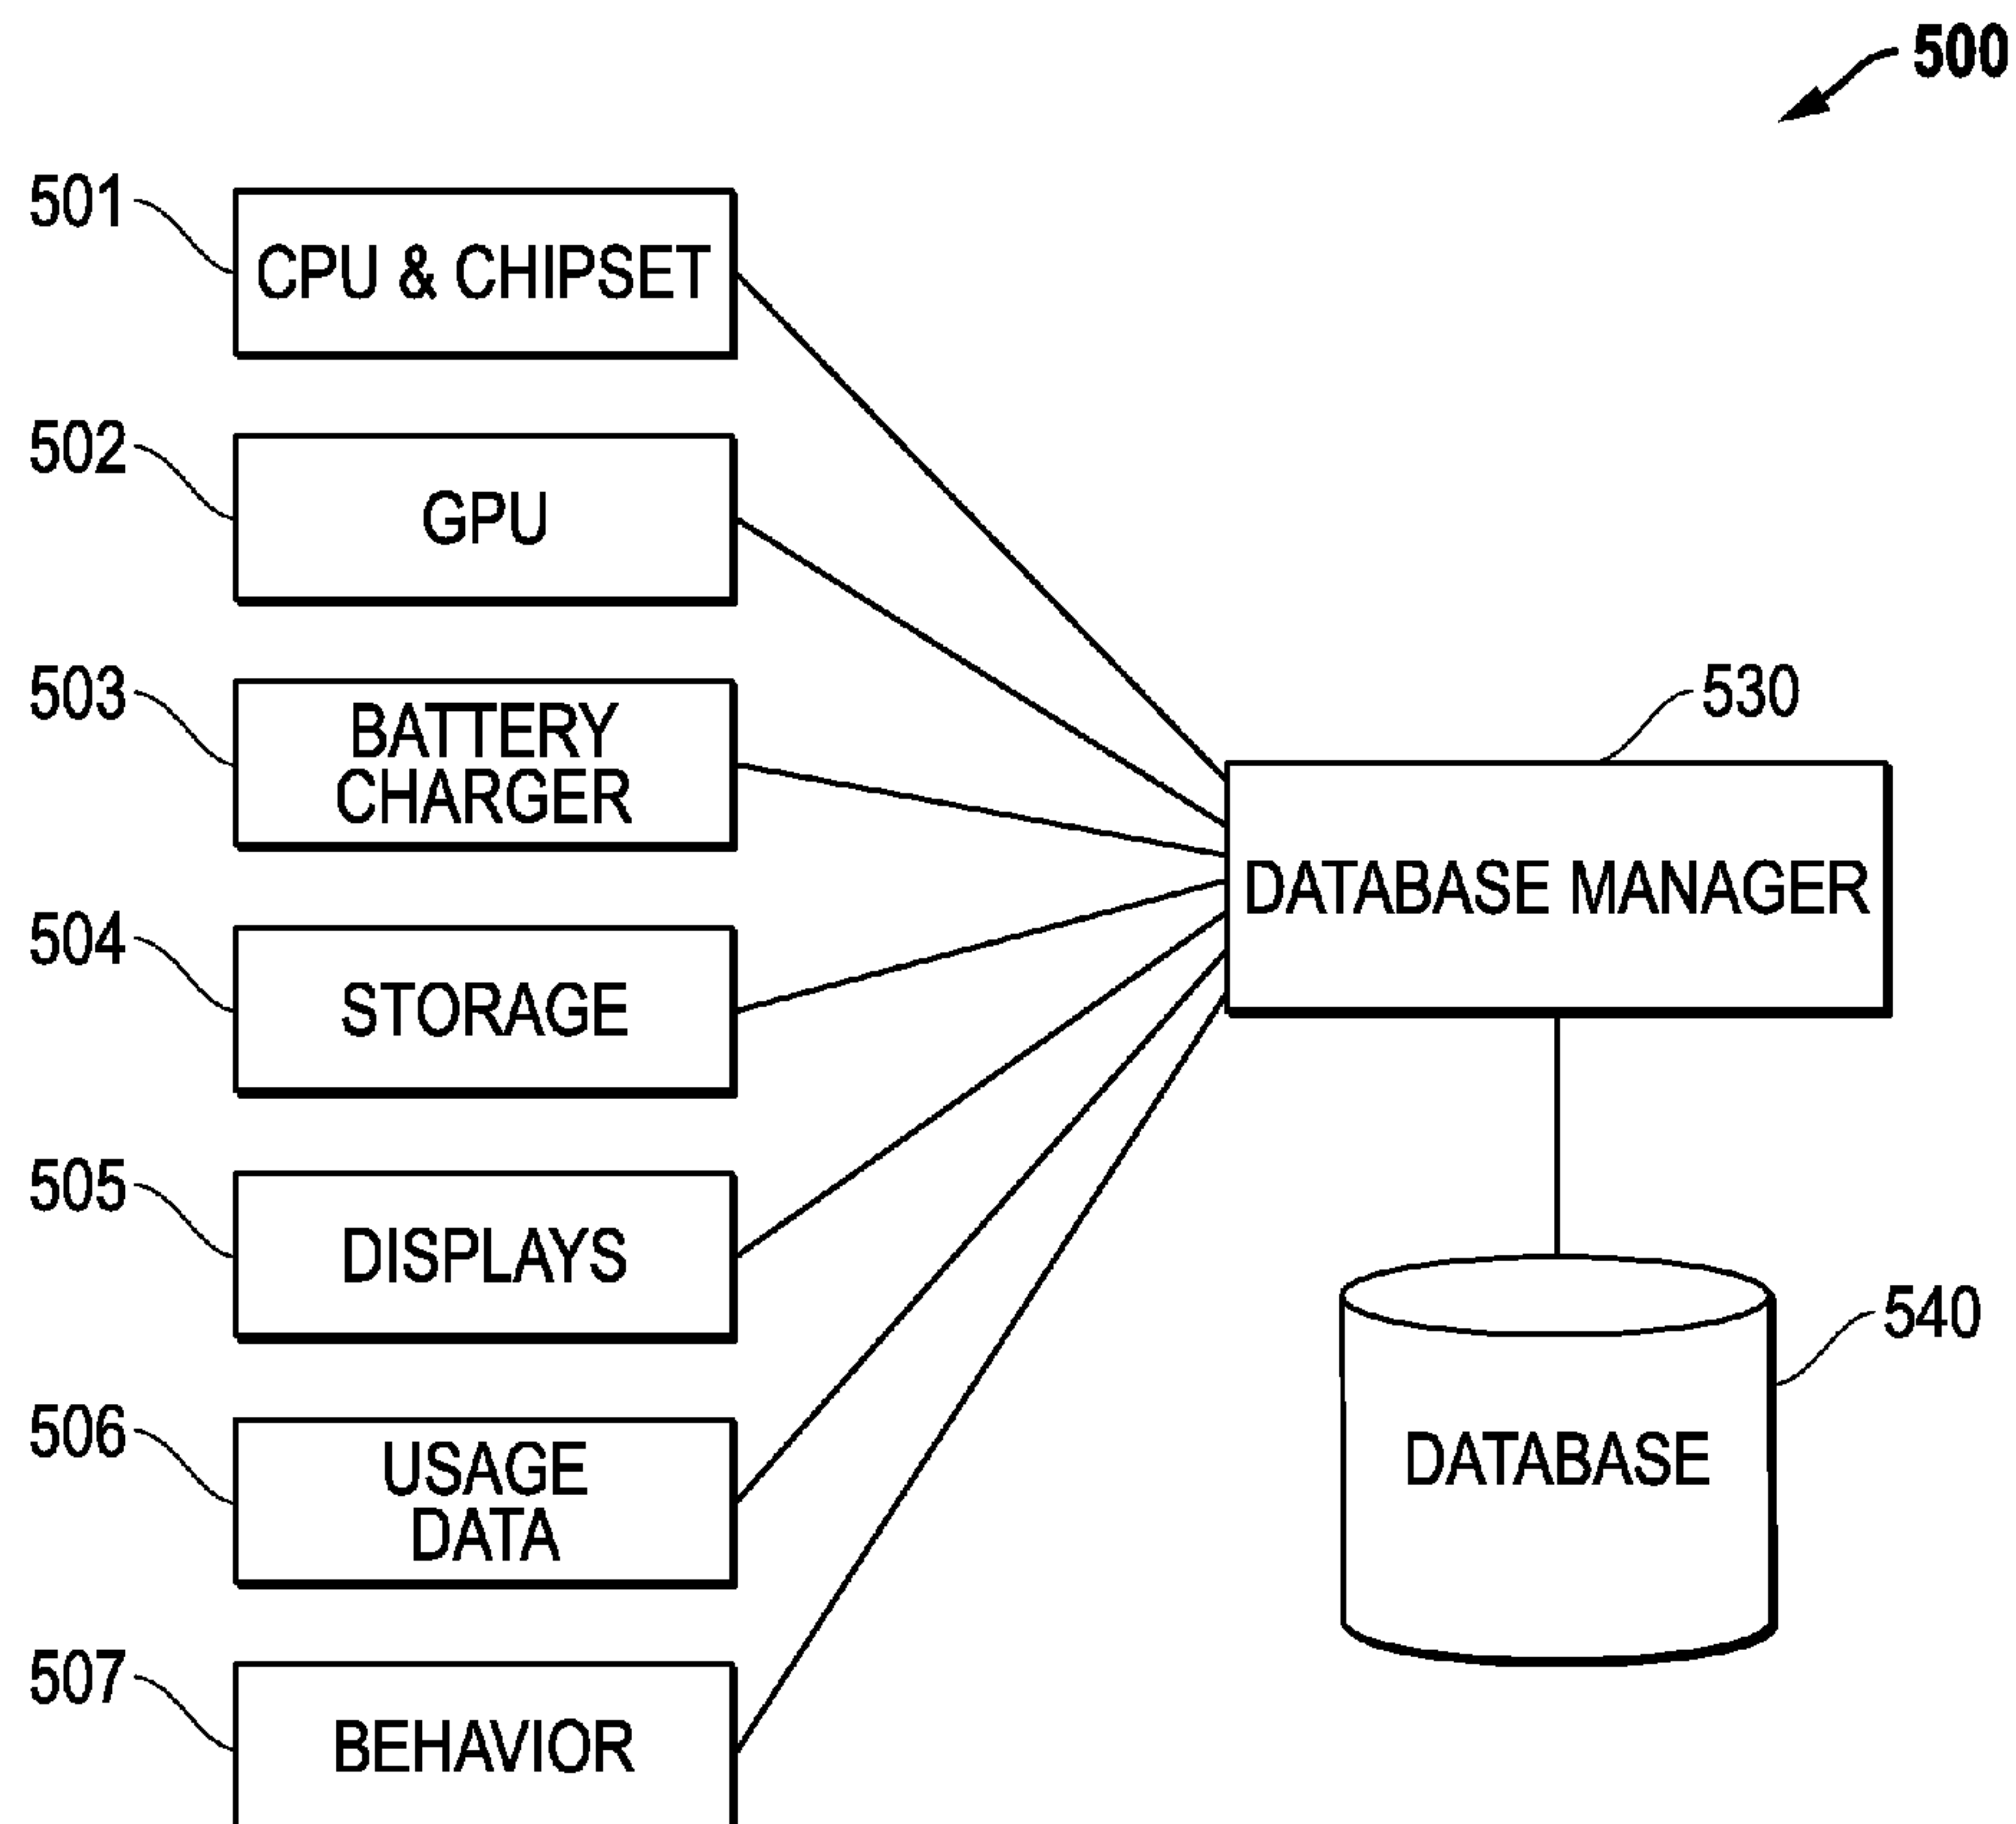 500
501
CPU & CHIPSET
502
GPU
503
BATTERY
CHARGER
530
DATABASE MANAGER
504
STORAGE
505
DISPLAYS
540
DATABASE
506
USAGE
DATA
507
BEHAVIOR